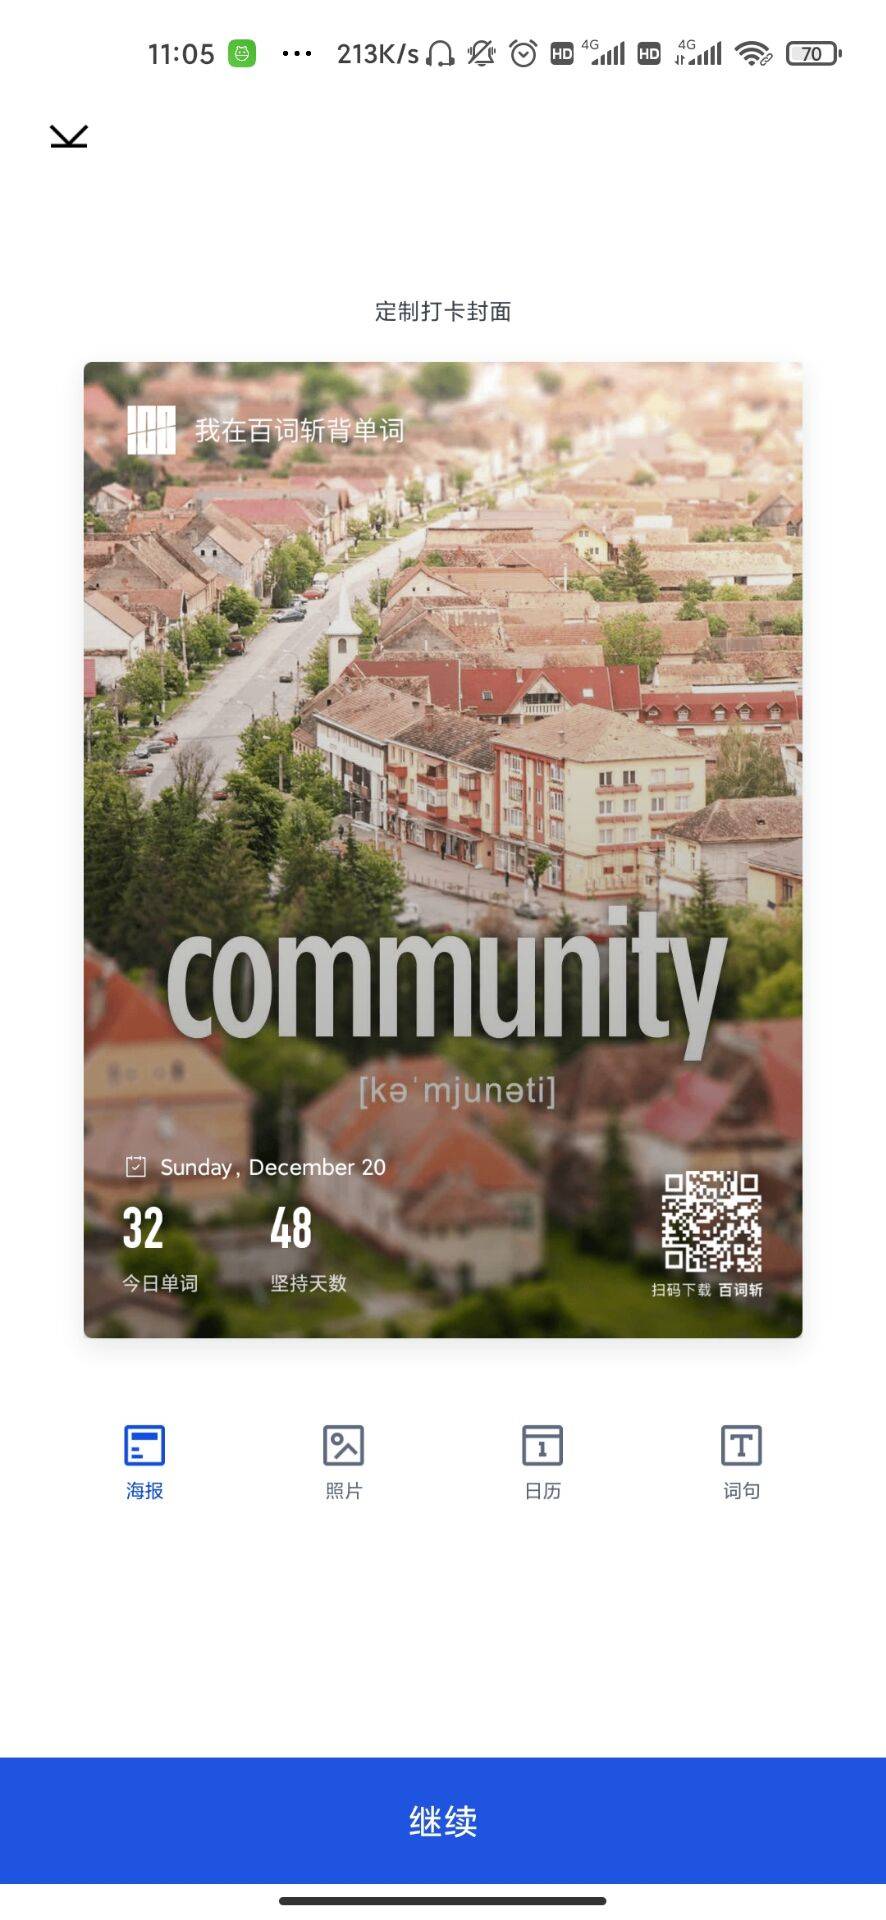 11:05 ··· 213K/s HD 4G HD 4G 70
定制打卡封面
100 我在百词斩背单词
community
[kəˈmjunəti]
Sunday, December 20
32 48
今日单词 坚持天数
扫码下载 百词斩
海报 照片 日历 词句
继续